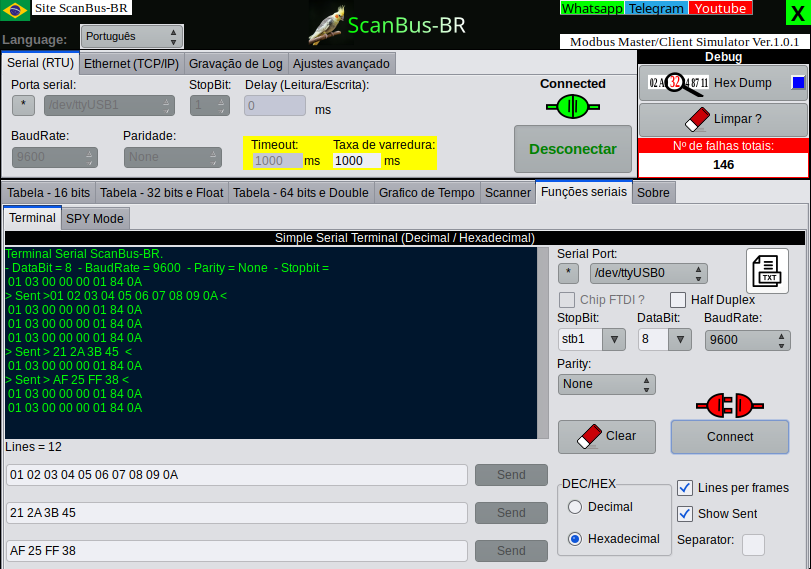 Site ScanBus-BR
Whatsapp Telegram Youtube
X
Language: Português
ScanBus-BR
Modbus Master/Client Simulator Ver.1.0.1
Serial (RTU) Ethernet (TCP/IP) Gravação de Log Ajustes avançado
Debug
Porta serial: StopBit: Delay (Leitura/Escrita):
Connected
* /dev/ttyUSB1 1 0 ms
Hex Dump
Limpar ?
BaudRate: Paridade: Timeout: Taxa de varredura:
9600 None 1000 ms 1000 ms
Desconectar
Nº de falhas totais:
146
Tabela - 16 bits Tabela - 32 bits e Float Tabela - 64 bits e Double Grafico de Tempo Scanner Funções seriais Sobre
Terminal SPY Mode
Simple Serial Terminal (Decimal / Hexadecimal)
Terminal Serial ScanBus-BR.
- DataBit = 8 - BaudRate = 9600 - Parity = None - Stopbit =
01 03 00 00 00 01 84 0A
> Sent >01 02 03 04 05 06 07 08 09 0A <
01 03 00 00 00 01 84 0A
01 03 00 00 00 01 84 0A
01 03 00 00 00 01 84 0A
> Sent > 21 2A 3B 45 <
01 03 00 00 00 01 84 0A
> Sent > AF 25 FF 38 <
01 03 00 00 00 01 84 0A
01 03 00 00 00 01 84 0A
Lines = 12
Serial Port:
* /dev/ttyUSB0
TXT
Chip FTDI ? Half Duplex
StopBit: DataBit: BaudRate:
stb1 8 9600
Parity:
None
Clear Connect
01 02 03 04 05 06 07 08 09 0A Send
21 2A 3B 45 Send
AF 25 FF 38 Send
DEC/HEX
Decimal
Hexadecimal
Lines per frames
Show Sent
Separator: